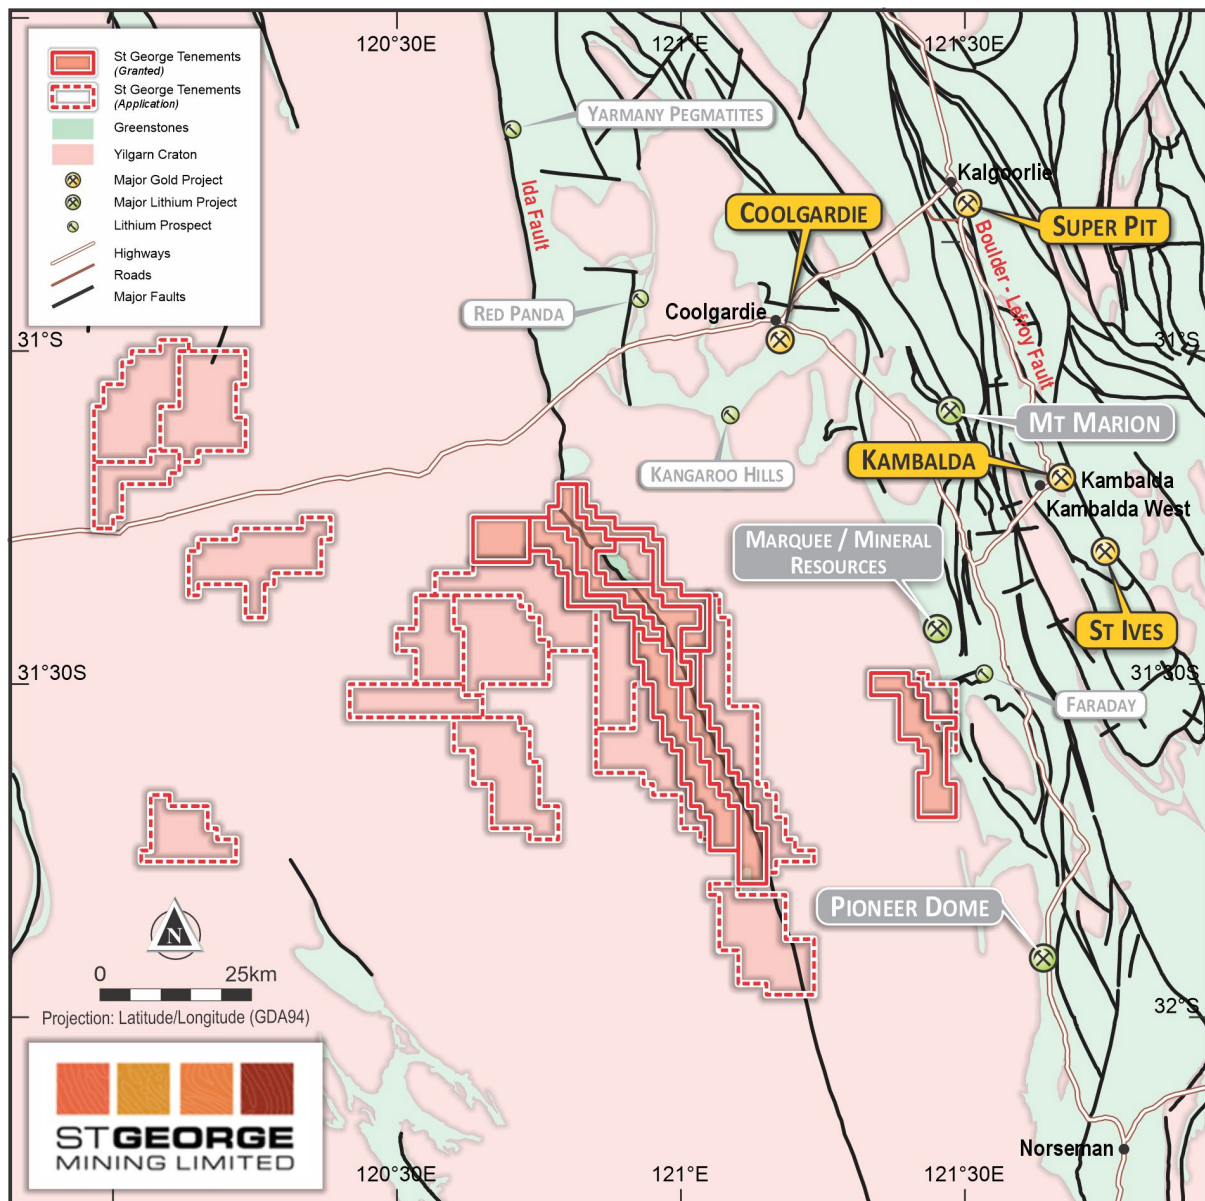 120°30E
121°E
121°30E
St George Tenements
(Granted)
St George Tenements
(Application)
Greenstones
Yilgarn Craton
Major Gold Project
Major Lithium Project
Lithium Prospect
Highways
Roads
Major Faults
YARMANY PEGMATITES
Kalgoorlie
Ida Fault
COOLGARDIE
SUPER PIT
Boulder - Lefroy Fault
RED PANDA
Coolgardie
31°S
31°S
MT MARION
KAMBALDA
KANGAROO HILLS
Kambalda
Kambalda West
MARQUEE / MINERAL
RESOURCES
ST IVES
31°30S
31°30S
FARADAY
PIONEER DOME
N
0 25km
32°S
Projection: Latitude/Longitude (GDA94)
STGEORGE
MINING LIMITED
Norseman
120°30E
121°E
121°30E